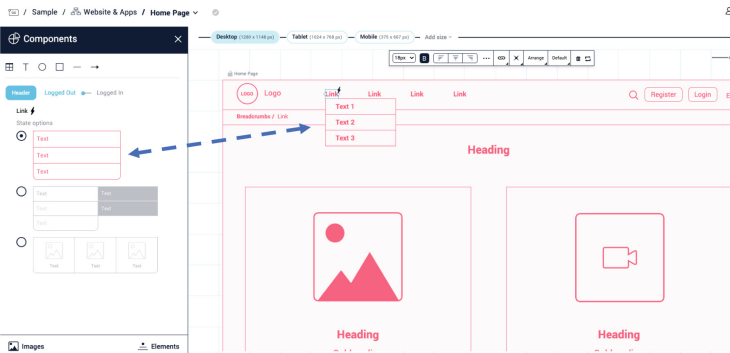 / Sample / Website & Apps / Home Page
Components
Desktop (1280 x 1148 px)
Tablet (1024 x 768 px)
Mobile (375 x 667 px)
Add size
T
18px
B
Arrange
Default
Header
Logged Out
Logged in
Home Page
LOGO
Logo
Link
Link
Link
Link
Register
Login
E
Link
State options
Text 1
Text 2
Text 3
Breadcrumbs / Link
Text
Text
Text
Heading
Text
Text
Text
Text
Text
Text
Text
Text
Heading
Heading
Images
Elements